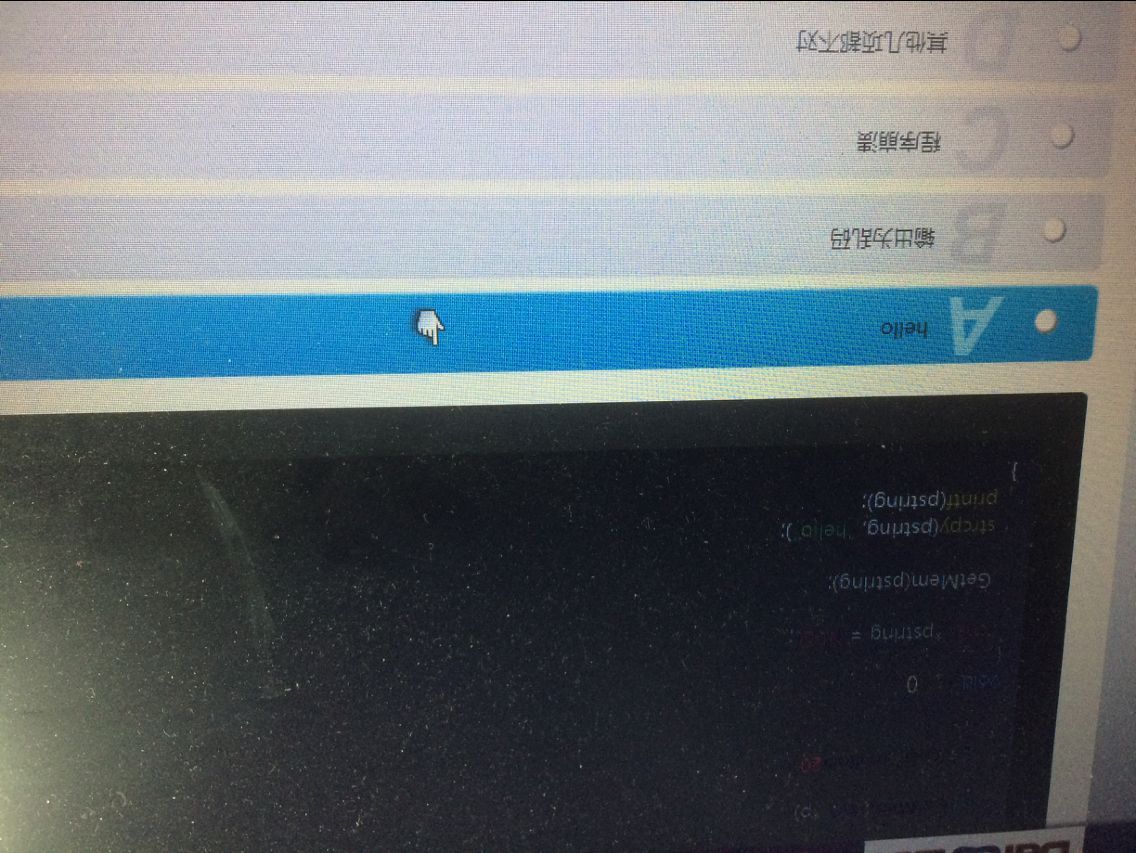 p)
20
void ()
*pstring =
GetMem(pstring);
strcpy(pstring, "hello");
printf(pstring);
}
A hello
B 输出为乱码
C 程序崩溃
D 其他几项都不对